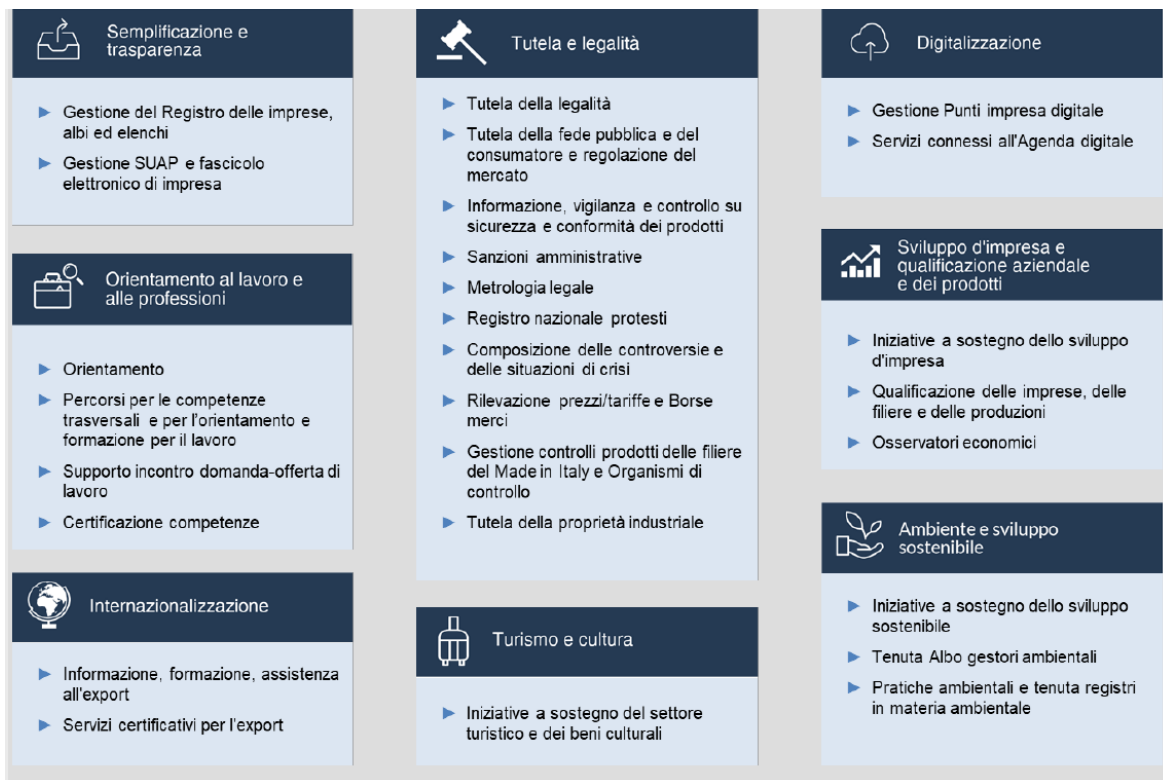 Semplificazione e
trasparenza
Gestione del Registro delle imprese,
albi ed elenchi
Gestione SUAP e fascicolo
elettronico di impresa
Orientamento al lavoro e
alle professioni
Orientamento
Percorsi per le competenze
trasversali e per l'orientamento e
formazione per il lavoro
Supporto incontro domanda-offerta di
lavoro
Certificazione competenze
Internazionalizzazione
Informazione, formazione, assistenza
all'export
Servizi certificativi per l'export
Tutela e legalità
Tutela della legalità
Tutela della fede pubblica e del
consumatore e regolazione del
mercato
Informazione, vigilanza e controllo su
sicurezza e conformità dei prodotti
Sanzioni amministrative
Metrologia legale
Registro nazionale protesti
Composizione delle controversie e
delle situazioni di crisi
Rilevazione prezzi/tariffe e Borse
merci
Gestione controlli prodotti delle filiere
del Made in Italy e Organismi di
controllo
Tutela della proprietà industriale
Turismo e cultura
Iniziative a sostegno del settore
turistico e dei beni culturali
Digitalizzazione
Gestione Punti impresa digitale
Servizi connessi all'Agenda digitale
Sviluppo d'impresa e
qualificazione aziendale
e dei prodotti
Iniziative a sostegno dello sviluppo
d'impresa
Qualificazione delle imprese, delle
filiere e delle produzioni
Osservatori economici
Ambiente e sviluppo
sostenibile
Iniziative a sostegno dello sviluppo
sostenibile
Tenuta Albo gestori ambientali
Pratiche ambientali e tenuta registri
in materia ambientale